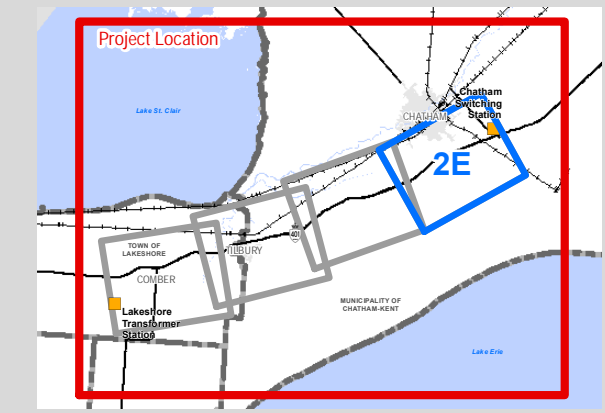 Project Location
Lake St. Clair
Chatham
Switching
Station
CHATHAM
2E
TOWN OF
LAKESHORE
TILBURY
401
COMBER
MUNICIPALITY OF
CHATHAM-KENT
Lakeshore
Transformer
Station
Lake Erie